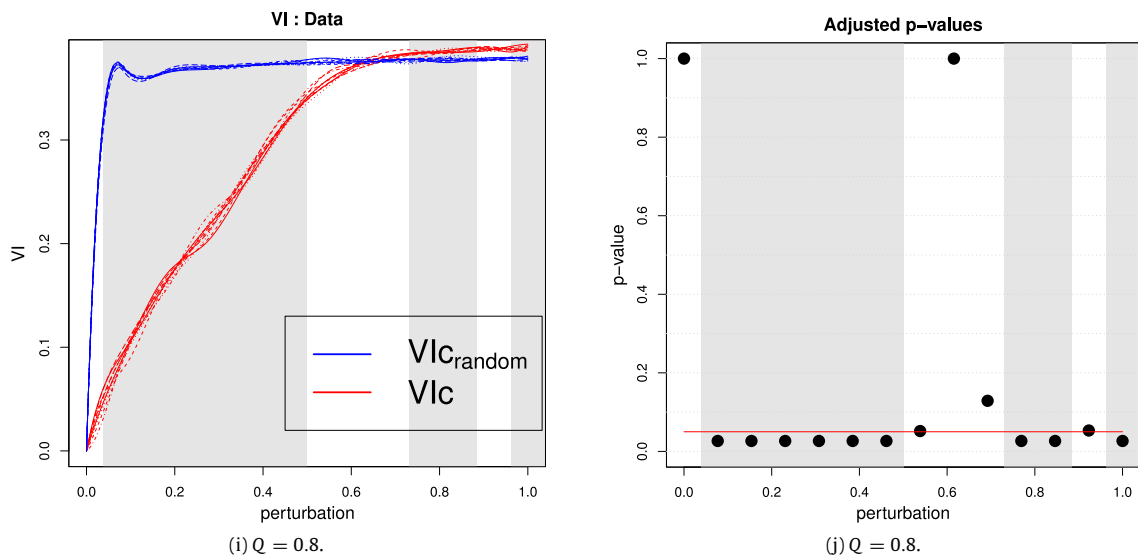 VI : Data
VI
0.0
0.1
0.2
0.3
0.0 0.2 0.4 0.6 0.8 1.0
perturbation
VIc_random
VIc
(i) Q = 0.8.
Adjusted p−values
p−value
0.0
0.2
0.4
0.6
0.8
1.0
0.0 0.2 0.4 0.6 0.8 1.0
perturbation
(j) Q = 0.8.